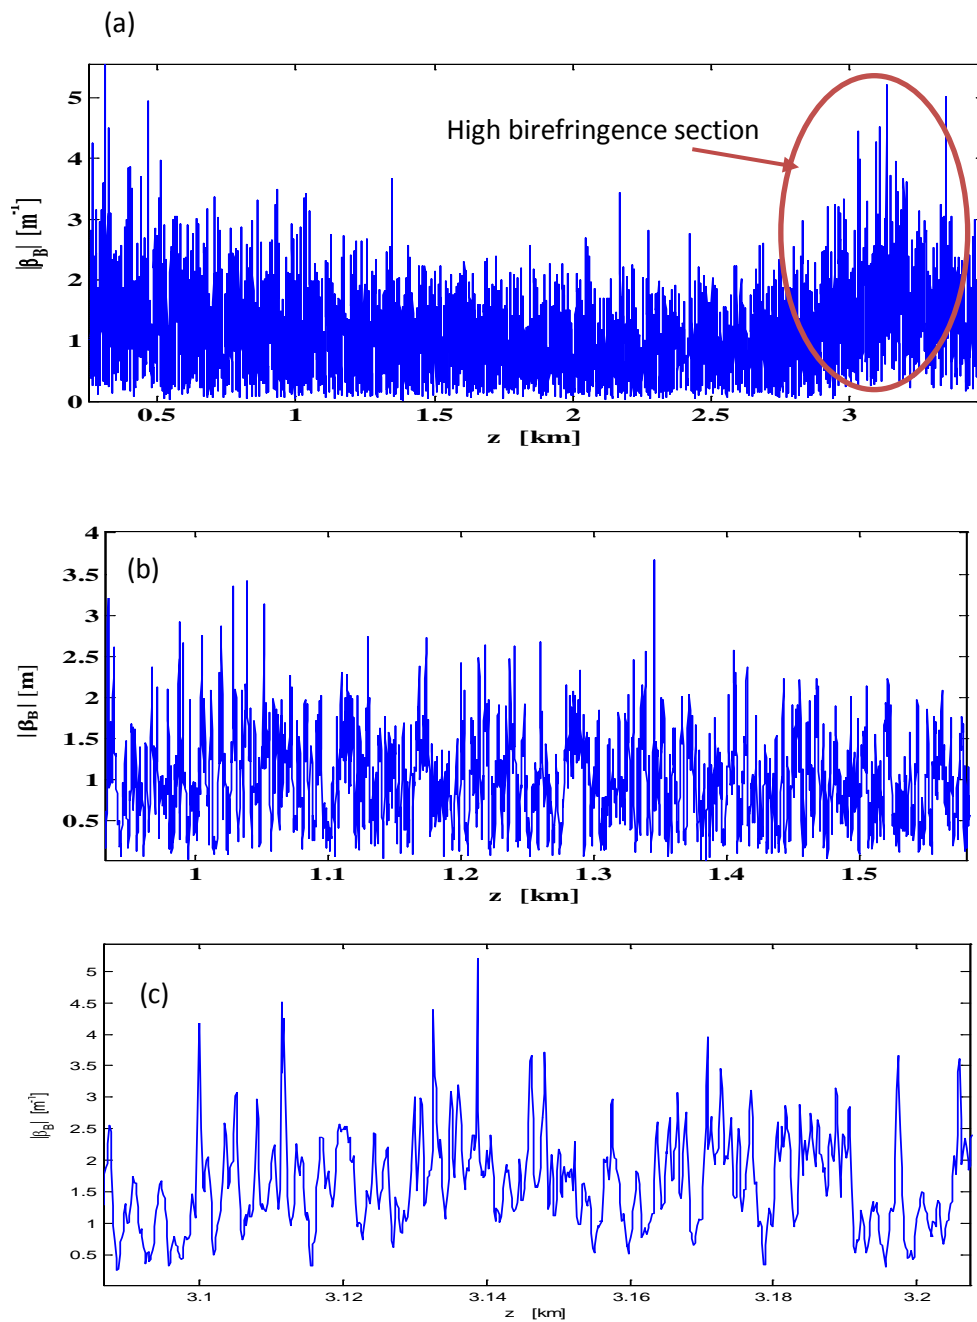 (a)
High birefringence section
|β_B| [m⁻¹]
5
4
3
2
1
0
0.5 1 1.5 2 2.5 3
z [km]
(b)
|β_B| [m]
4
3.5
3
2.5
2
1.5
1
0.5
1 1.1 1.2 1.3 1.4 1.5
z [km]
(c)
|β_B| [m⁻¹]
5
4.5
4
3.5
3
2.5
2
1.5
1
0.5
3.1 3.12 3.14 3.16 3.18 3.2
z [km]